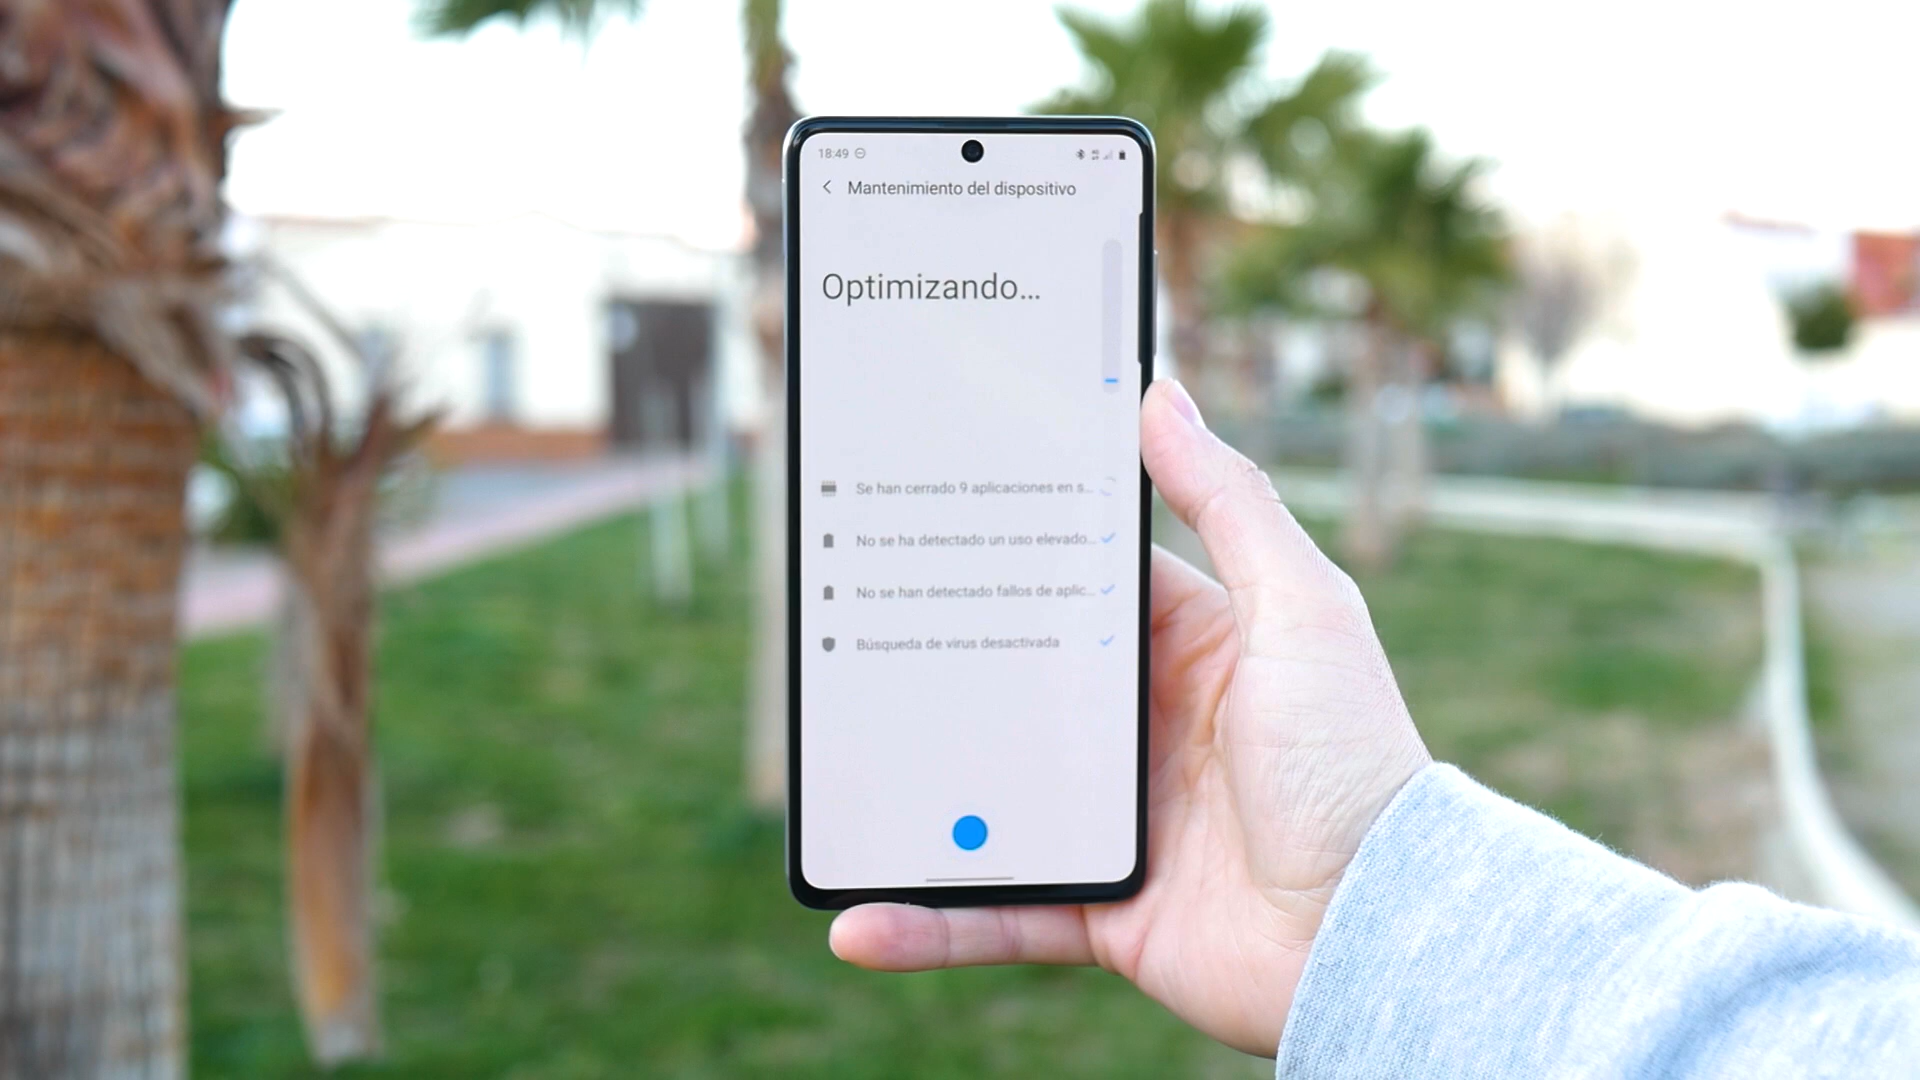 18:49
Mantenimiento del dispositivo
Optimizando...
Se han cerrado 9 aplicaciones en s...
No se ha detectado un uso elevado...
No se han detectado fallos de aplic...
Búsqueda de virus desactivada